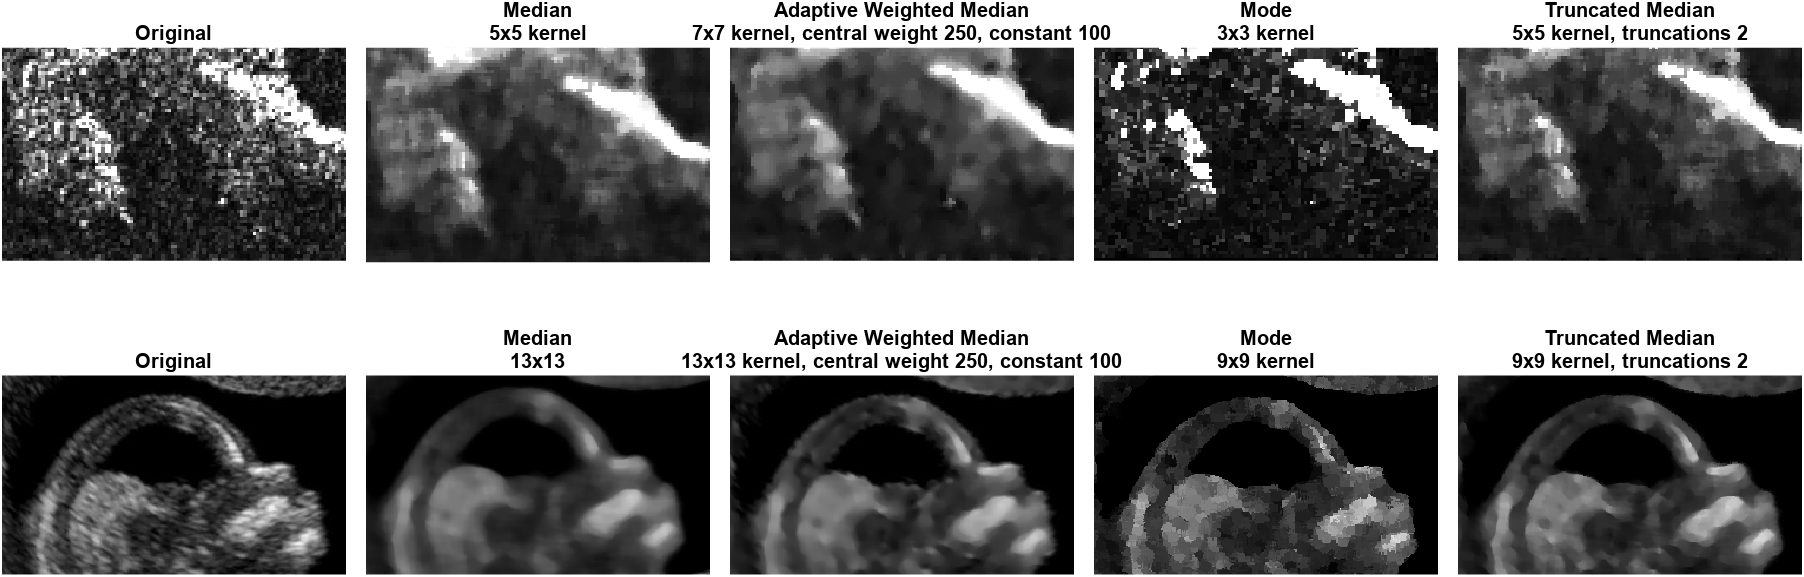 Original
Median
5x5 kernel
Adaptive Weighted Median
7x7 kernel, central weight 250, constant 100
Mode
3x3 kernel
Truncated Median
5x5 kernel, truncations 2
Original
Median
13x13
Adaptive Weighted Median
13x13 kernel, central weight 250, constant 100
Mode
9x9 kernel
Truncated Median
9x9 kernel, truncations 2